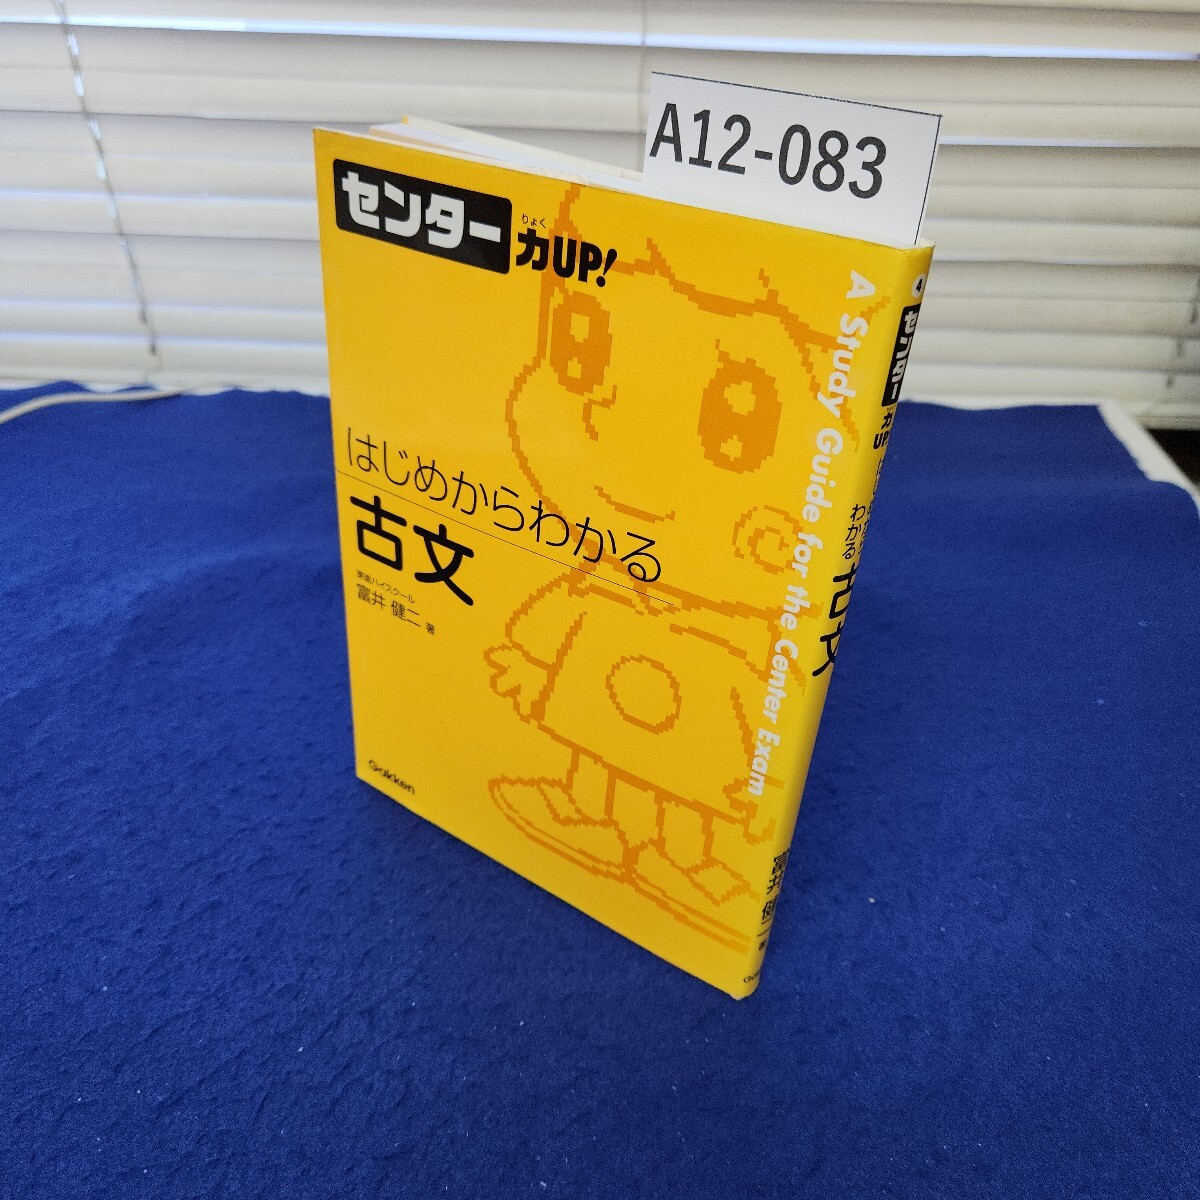 A12-083
センター力UP!
りょく
はじめからわかる
古文
東進ハイスクール
富井 健二 著
Gakken
A Study Guide for the Center Exam
4
センター力UP!
わかる
古文
富井 健二 著